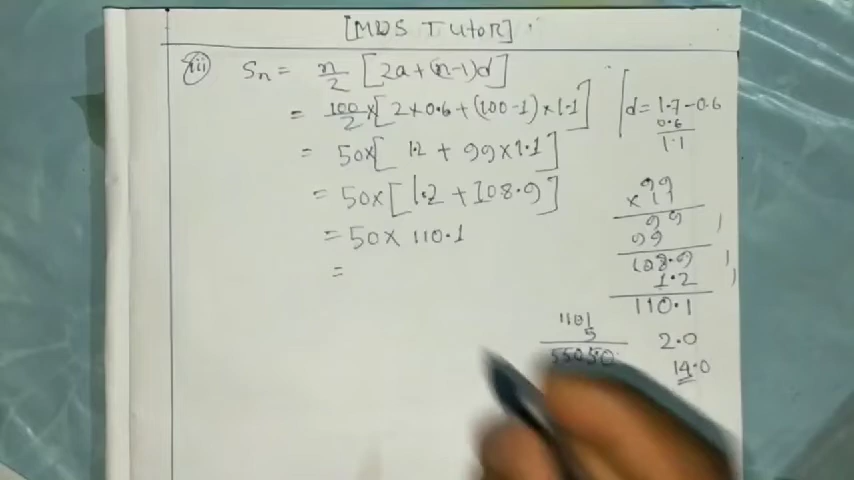 [MDS TUTOR]
(iii) Sn = n/2 [2a+(n-1)d]
= 100/2 × [2×0.6+(100-1)×1.1]
= 50×[1.2 + 99×1.1]
= 50×[1.2 + 108.9]
= 50× 110.1
=
d= 1.7-0.6
0.6
1.1
99
× 11
99
99
108.9
1.2
110.1
1101
5
55050
2.0
14.0